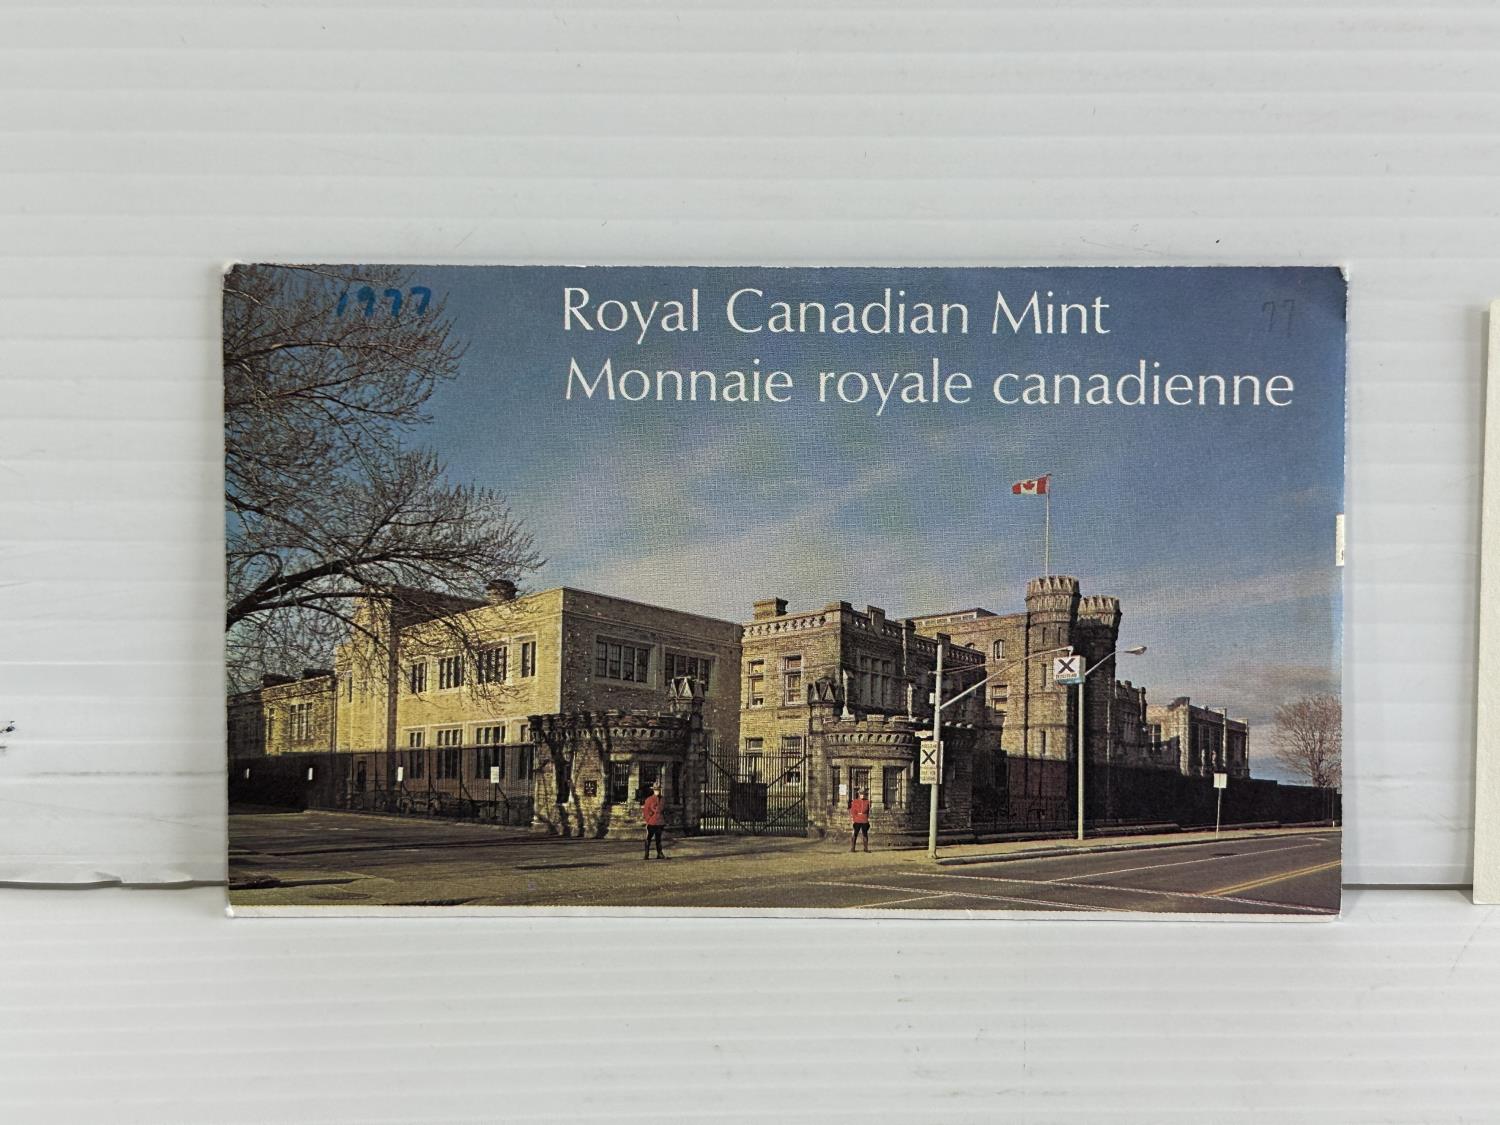 1977
Royal Canadian Mint
77
Monnaie royale canadienne
X
X